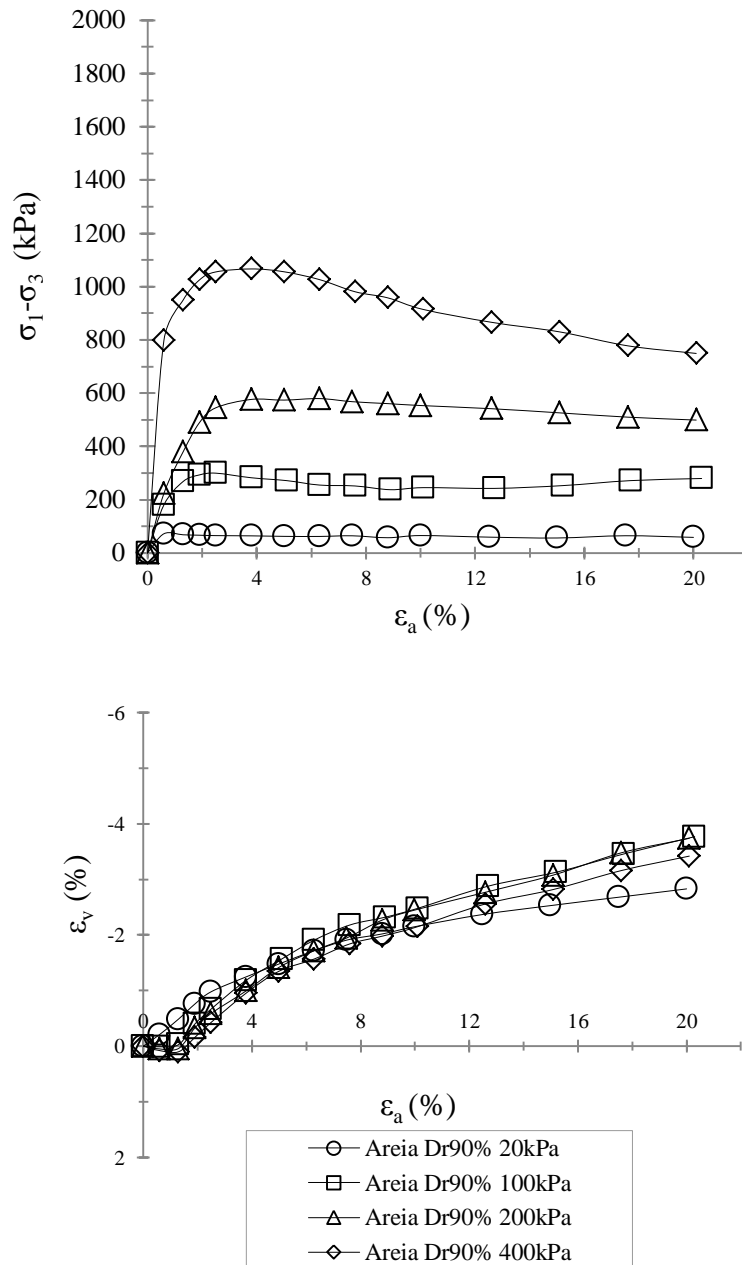 2000
1800
1600
1400
1200
1000
800
600
400
200
0
σ1-σ3 (kPa)
0 4 8 12 16 20
εa (%)
-6
-4
-2
0
2
εv (%)
0 4 8 12 16 20
εa (%)
Areia Dr90% 20kPa
Areia Dr90% 100kPa
Areia Dr90% 200kPa
Areia Dr90% 400kPa